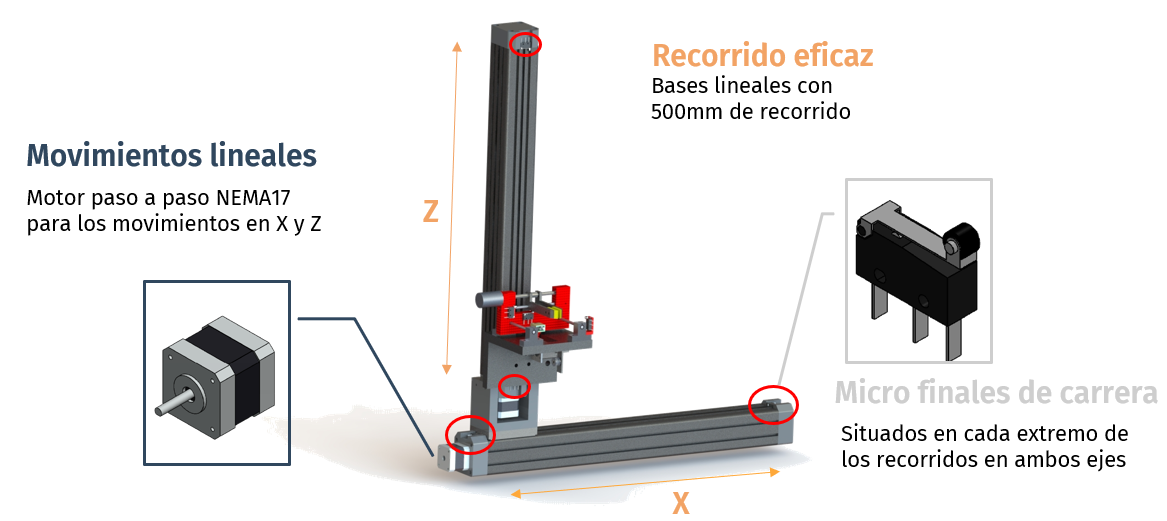 Recorrido eficaz
Bases lineales con
500mm de recorrido
Movimientos lineales
Motor paso a paso NEMA17
para los movimientos en X y Z
Z
Micro finales de carrera
Situados en cada extremo de
los recorridos en ambos ejes
X